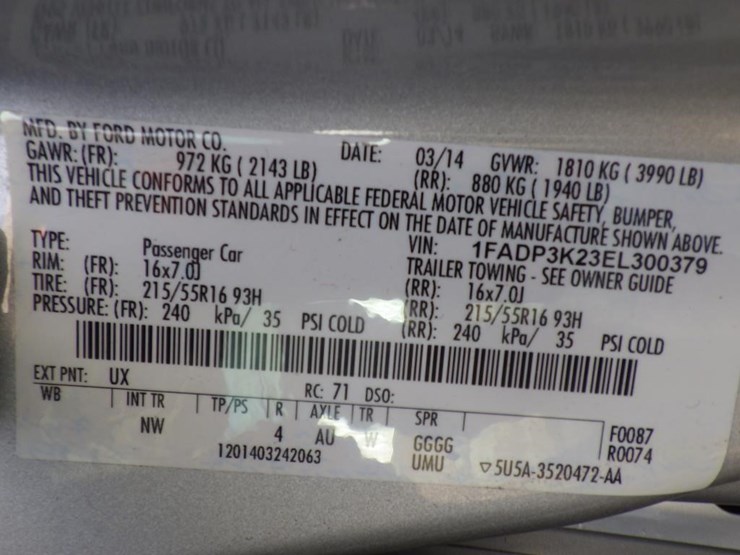 MFD. BY FORD MOTOR CO. DATE: 03/14 GVWR: 1810 KG ( 3990 LB)
GAWR: (FR): 972 KG ( 2143 LB) (RR): 880 KG ( 1940 LB)
THIS VEHICLE CONFORMS TO ALL APPLICABLE FEDERAL MOTOR VEHICLE SAFETY, BUMPER,
AND THEFT PREVENTION STANDARDS IN EFFECT ON THE DATE OF MANUFACTURE SHOWN ABOVE.
VIN: 1FADP3K23EL300379
TYPE: Passenger Car TRAILER TOWING - SEE OWNER GUIDE
RIM: (FR): 16x7.0J (RR): 16x7.0J
TIRE: (FR): 215/55R16 93H (RR): 215/55R16 93H
PRESSURE: (FR): 240 kPa/ 35 PSI COLD (RR): 240 kPa/ 35 PSI COLD
EXT PNT: UX RC: 71 DSO:
WB INT TR TP/PS R AXLE TR SPR F0087
NW 4 AU W GGGG R0074
1201403242063 UMU ▽5U5A-3520472-AA